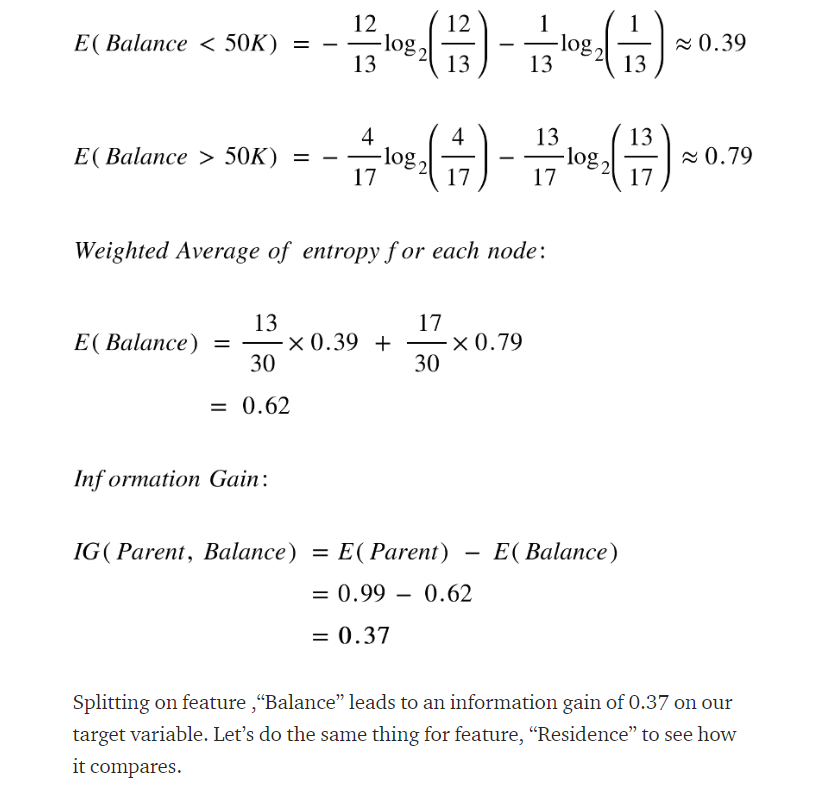 E( Balance < 50K) = − 12/13 log₂(12/13) − 1/13 log₂(1/13) ≈ 0.39
E( Balance > 50K) = − 4/17 log₂(4/17) − 13/17 log₂(13/17) ≈ 0.79
Weighted Average of entropy for each node:
E( Balance) = 13/30 × 0.39 + 17/30 × 0.79
= 0.62
Information Gain:
IG( Parent, Balance) = E( Parent) − E( Balance)
= 0.99 − 0.62
= 0.37
Splitting on feature ,“Balance” leads to an information gain of 0.37 on our
target variable. Let’s do the same thing for feature, “Residence” to see how
it compares.